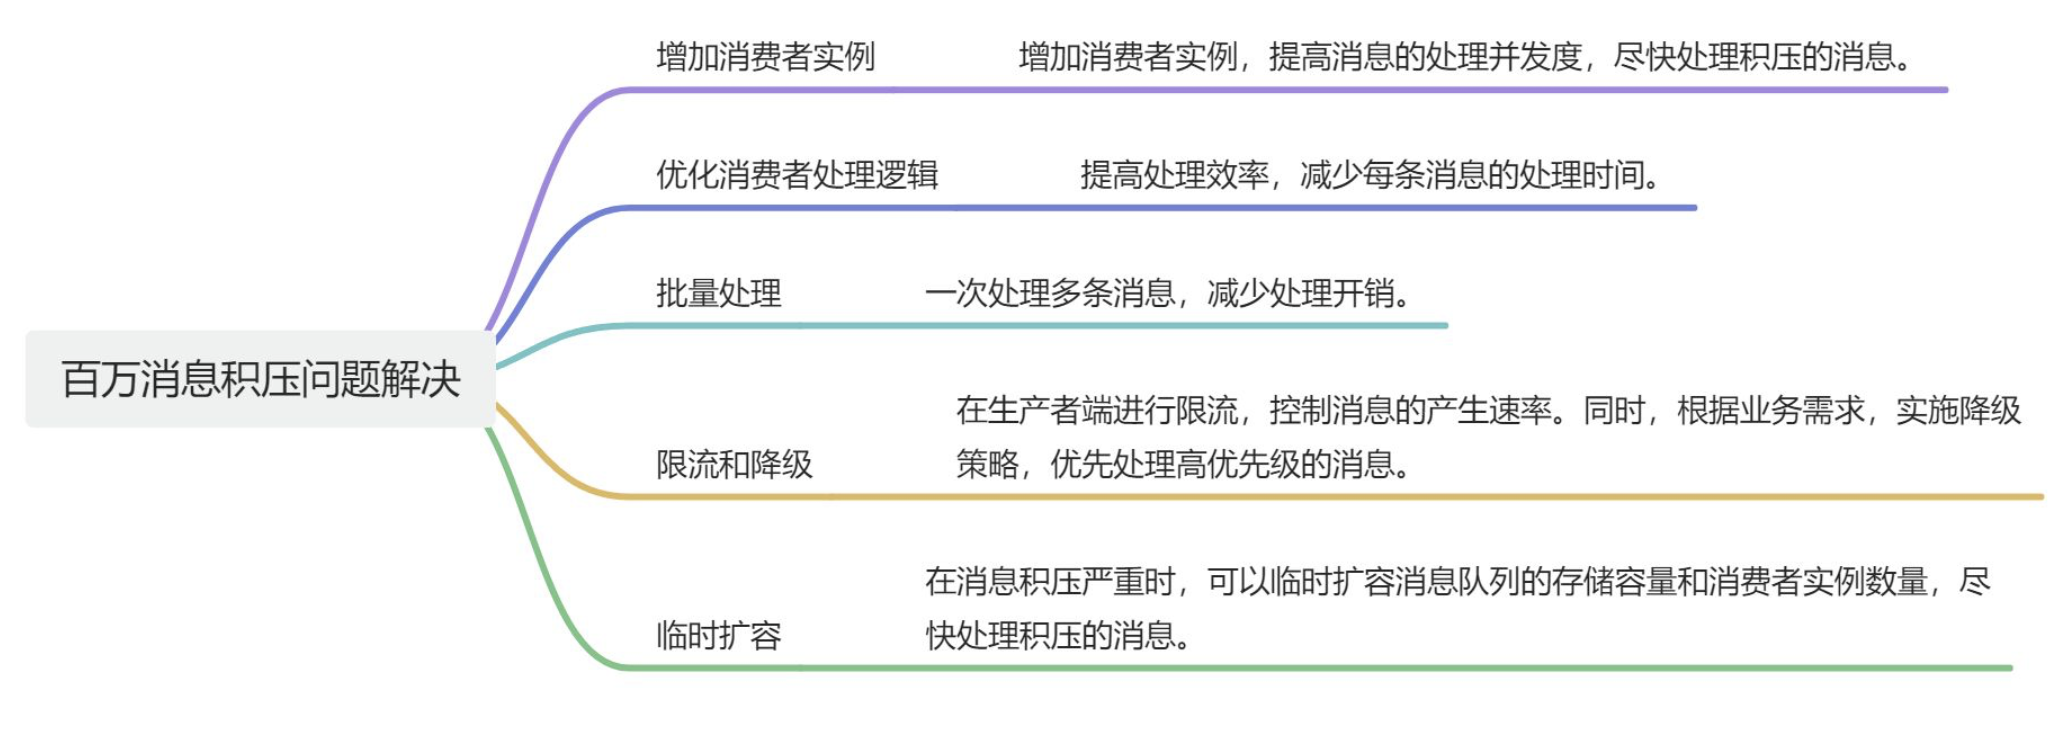 百万消息积压问题解决
增加消费者实例
增加消费者实例，提高消息的处理并发度，尽快处理积压的消息。
优化消费者处理逻辑
提高处理效率，减少每条消息的处理时间。
批量处理
一次处理多条消息，减少处理开销。
限流和降级
在生产者端进行限流，控制消息的产生速率。同时，根据业务需求，实施降级
策略，优先处理高优先级的消息。
临时扩容
在消息积压严重时，可以临时扩容消息队列的存储容量和消费者实例数量，尽
快处理积压的消息。